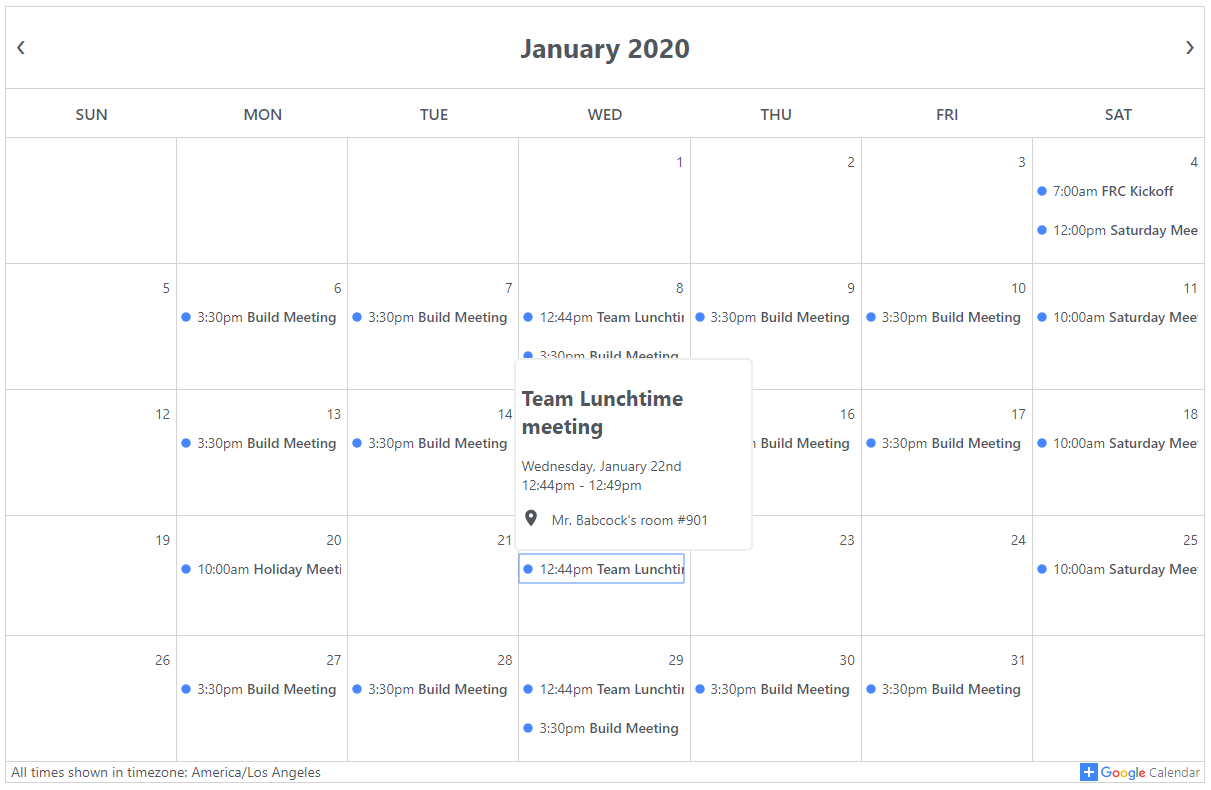 ‹ January 2020 ›
SUN MON TUE WED THU FRI SAT
1 2 3 4
7:00am FRC Kickoff
12:00pm Saturday Mee
5 6 7 8 9 10 11
3:30pm Build Meeting 3:30pm Build Meeting 12:44pm Team Lunchtir 3:30pm Build Meeting 3:30pm Build Meeting 10:00am Saturday Mee
3:30pm Build Meeting
12 13 14 16 17 18
3:30pm Build Meeting 3:30pm Build Meeting Build Meeting 3:30pm Build Meeting 10:00am Saturday Mee
Team Lunchtime
meeting
Wednesday, January 22nd
12:44pm - 12:49pm
Mr. Babcock's room #901
19 20 21 23 24 25
10:00am Holiday Meeti 12:44pm Team Lunchtir 10:00am Saturday Mee
26 27 28 29 30 31
3:30pm Build Meeting 3:30pm Build Meeting 12:44pm Team Lunchtir 3:30pm Build Meeting 3:30pm Build Meeting
3:30pm Build Meeting
All times shown in timezone: America/Los Angeles
Google Calendar